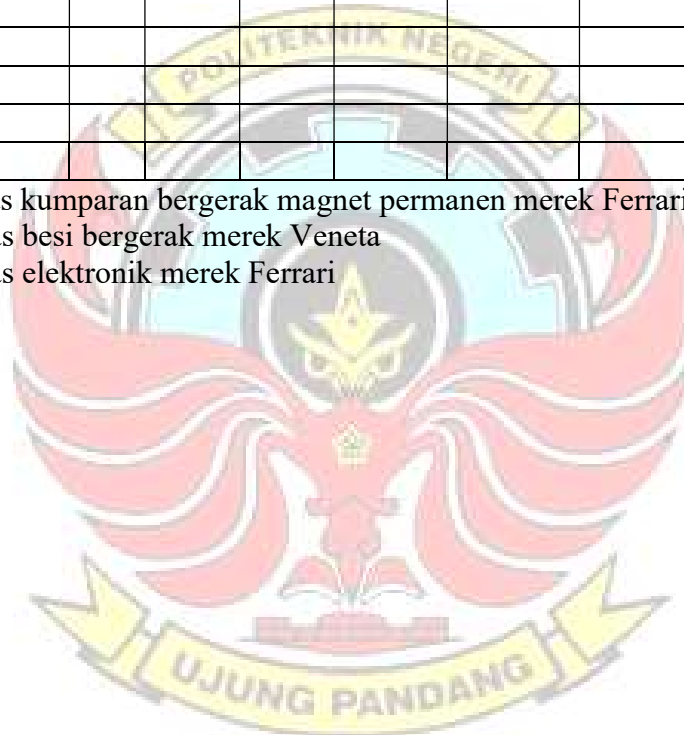 POLITEKNIK NEGERI
s kumparan bergerak magnet permanen merek Ferrari
s besi bergerak merek Veneta
s elektronik merek Ferrari
UJUNG PANDANG